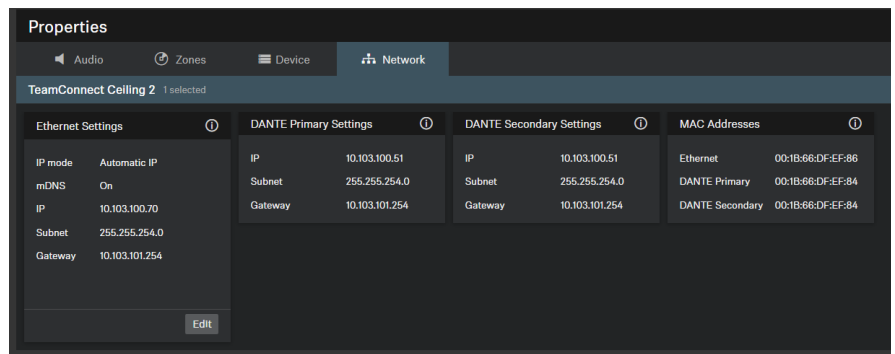 Properties
Audio Zones Device Network
TeamConnect Ceiling 2 1 selected
Ethernet Settings
IP mode Automatic IP
mDNS On
IP 10.103.100.70
Subnet 255.255.254.0
Gateway 10.103.101.254
Edit
DANTE Primary Settings
IP 10.103.100.51
Subnet 255.255.254.0
Gateway 10.103.101.254
DANTE Secondary Settings
IP 10.103.100.51
Subnet 255.255.254.0
Gateway 10.103.101.254
MAC Addresses
Ethernet 00:1B:66:DF:EF:86
DANTE Primary 00:1B:66:DF:EF:84
DANTE Secondary 00:1B:66:DF:EF:84